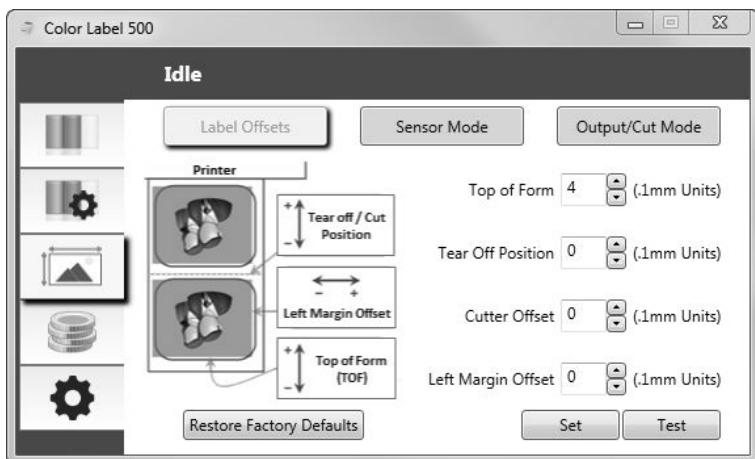 Color Label 500
Idle
Label Offsets
Sensor Mode
Output/Cut Mode
Printer
+
−
Tear off / Cut
Position
− +
Left Margin Offset
+
−
Top of Form
(TOF)
Top of Form 4 (.1mm Units)
Tear Off Position 0 (.1mm Units)
Cutter Offset 0 (.1mm Units)
Left Margin Offset 0 (.1mm Units)
Restore Factory Defaults
Set
Test